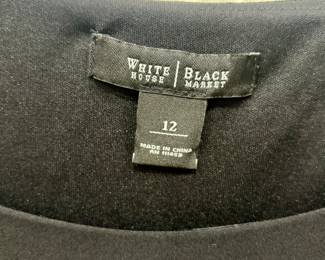 WHITE | BLACK
HOUSE | MARKET
12
MADE IN CHINA